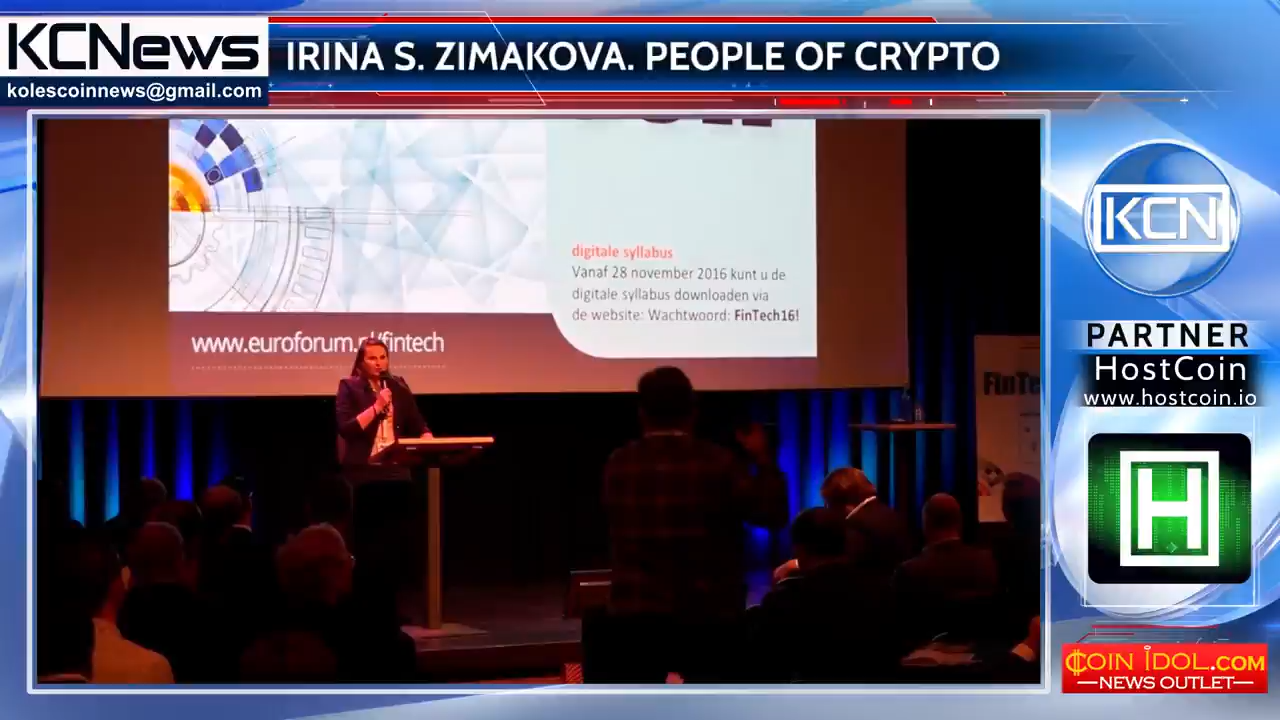 KCNews
kolescoinnews@gmail.com
IRINA S. ZIMAKOVA. PEOPLE OF CRYPTO
digitale syllabus
Vanaf 28 november 2016 kunt u de
digitale syllabus downloaden via
de website: Wachtwoord: FinTech16!
www.euroforum.nl/fintech
KCN
PARTNER
HostCoin
www.hostcoin.io
H
COIN IDOL.COM
—NEWS OUTLET—